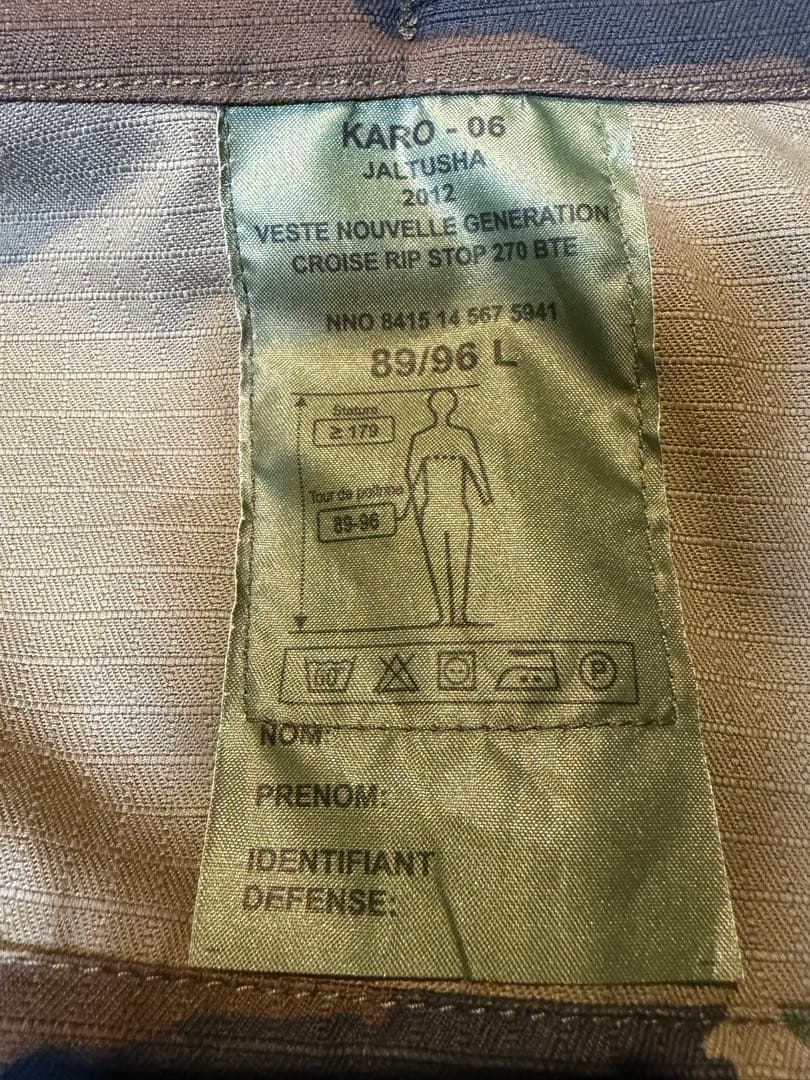 KARO - 06
JALTUSHA
2012
VESTE NOUVELLE GENERATION
CROISE RIP STOP 270 BTE
NNO 8415 14 567 5941
89/96 L
Stature
≥ 179
Tour de poitrine
89-96
60°
P
NOM:
PRENOM:
IDENTIFIANT
DEFENSE: